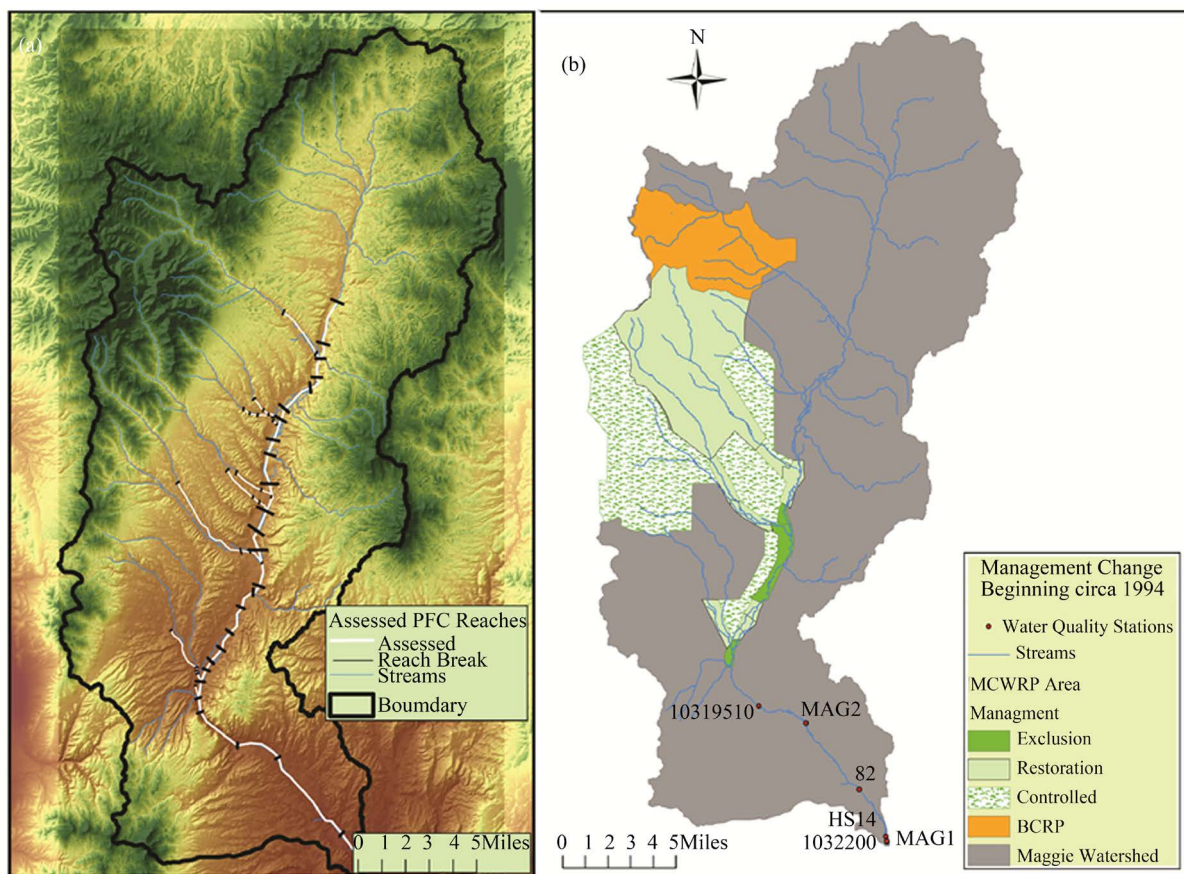 (a)
Assessed PFC Reaches
Assessed
Reach Break
Streams
Boumdary
0 1 2 3 4 5Miles
(b)
N
10319510
MAG2
82
HS14
1032200
MAG1
0 1 2 3 4 5Miles
Management Change
Beginning circa 1994
Water Quality Stations
Streams
MCWRP Area
Managment
Exclusion
Restoration
Controlled
BCRP
Maggie Watershed